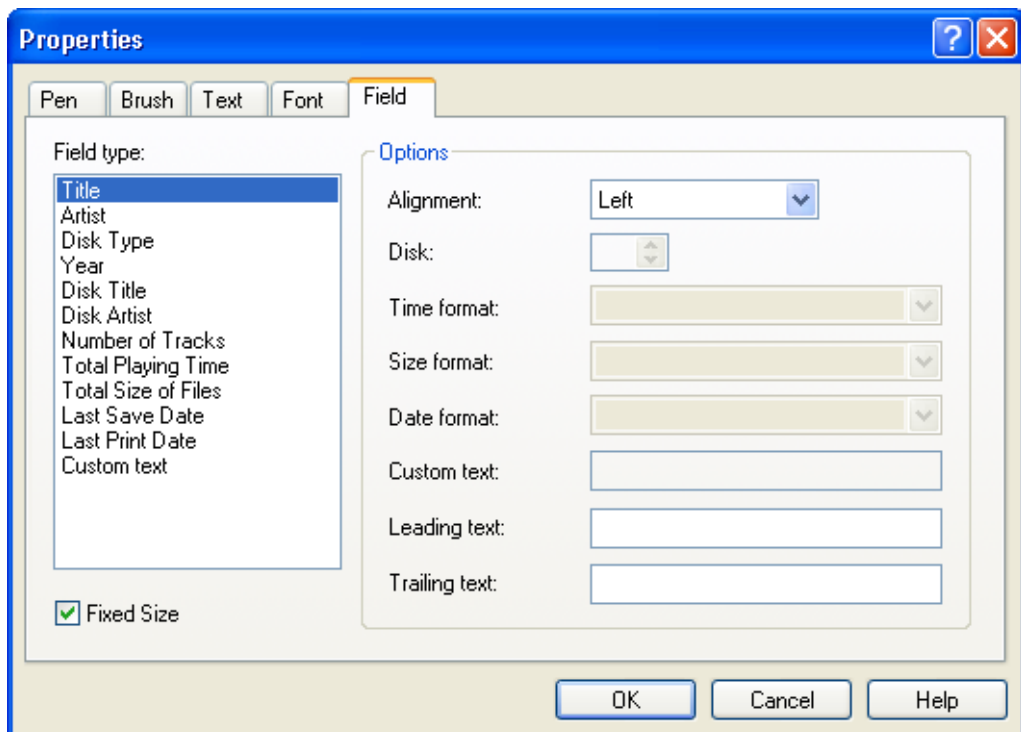 Properties
Pen Brush Text Font Field
Field type:
Title
Artist
Disk Type
Year
Disk Title
Disk Artist
Number of Tracks
Total Playing Time
Total Size of Files
Last Save Date
Last Print Date
Custom text
Fixed Size
Options
Alignment: Left
Disk:
Time format:
Size format:
Date format:
Custom text:
Leading text:
Trailing text:
OK Cancel Help